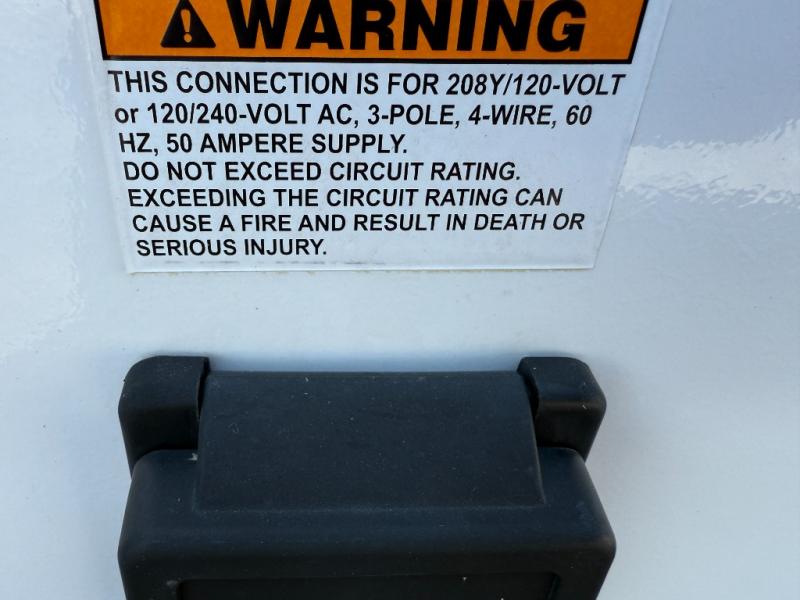 WARNING
THIS CONNECTION IS FOR 208Y/120-VOLT
or 120/240-VOLT AC, 3-POLE, 4-WIRE, 60
HZ, 50 AMPERE SUPPLY.
DO NOT EXCEED CIRCUIT RATING.
EXCEEDING THE CIRCUIT RATING CAN
CAUSE A FIRE AND RESULT IN DEATH OR
SERIOUS INJURY.